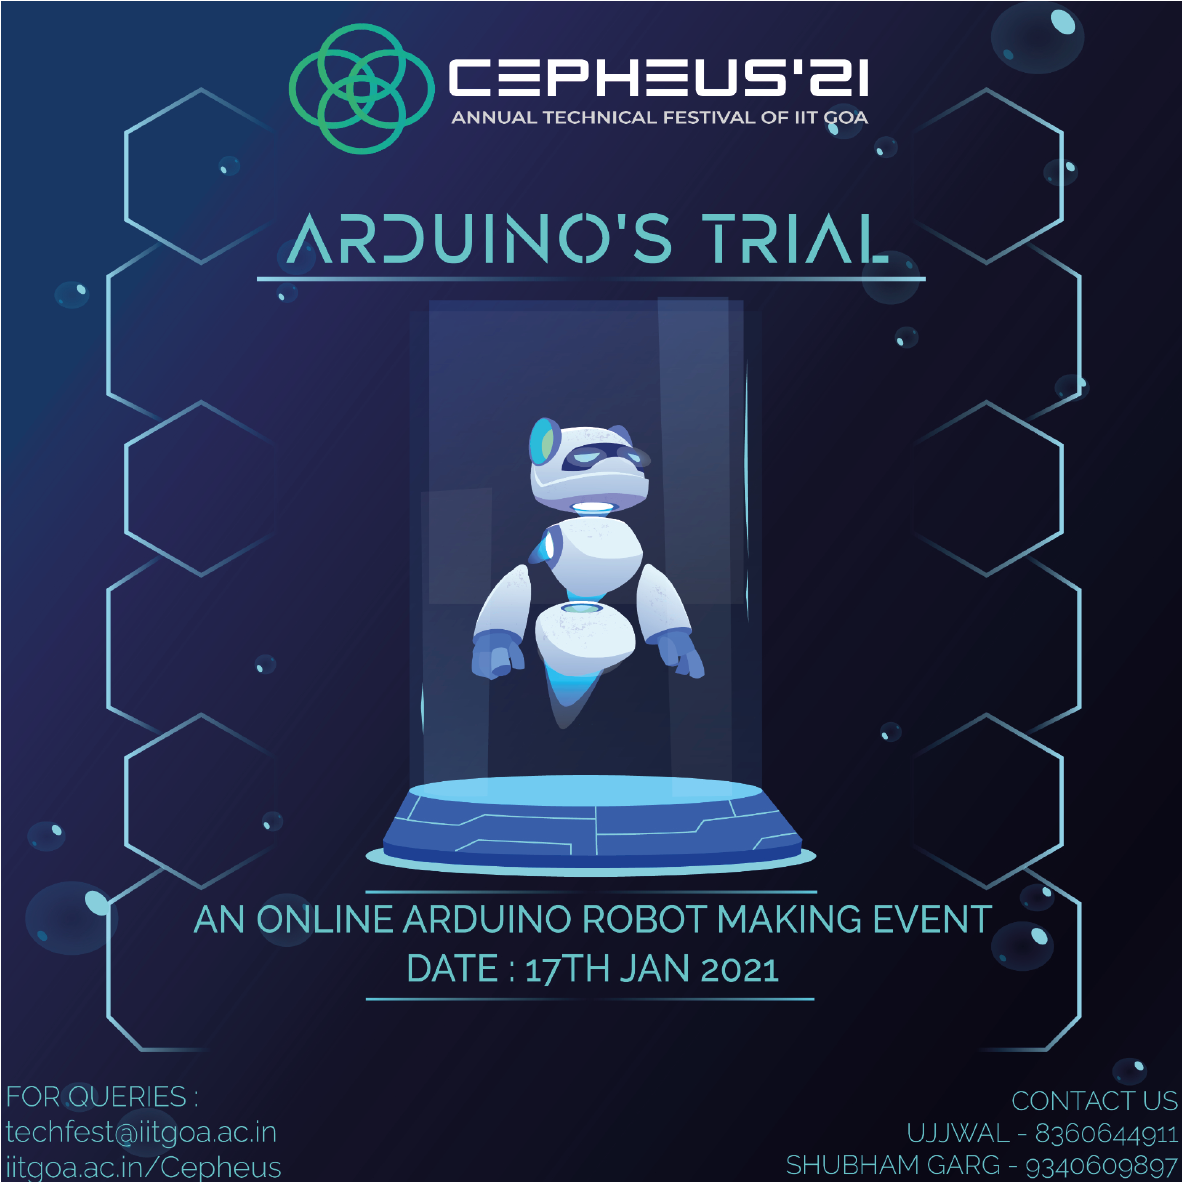 CEPHEUS'21
ANNUAL TECHNICAL FESTIVAL OF IIT GOA
ARDUINO'S TRIAL
AN ONLINE ARDUINO ROBOT MAKING EVENT
DATE : 17TH JAN 2021
FOR QUERIES :
techfest@iitgoa.ac.in
iitgoa.ac.in/Cepheus
CONTACT US
UJJWAL - 8360644911
SHUBHAM GARG - 9340609897